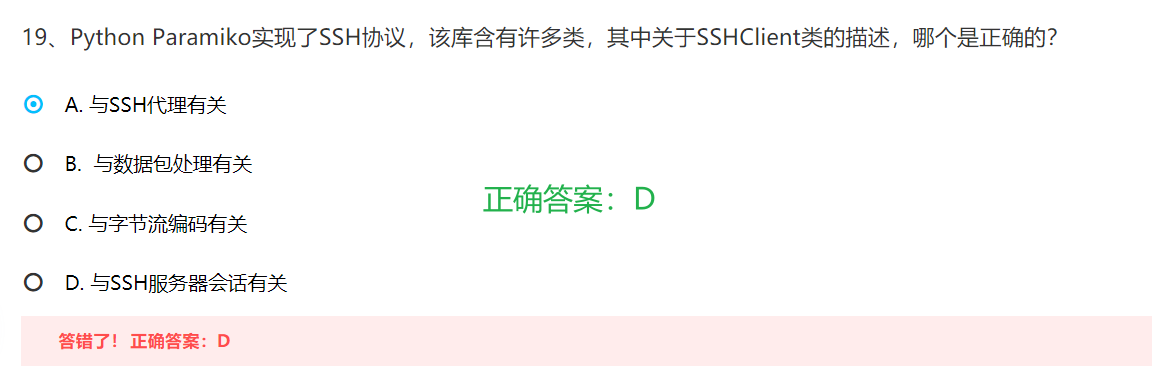 19、Python Paramiko实现了SSH协议，该库含有许多类，其中关于SSHClient类的描述，哪个是正确的？
A. 与SSH代理有关
B. 与数据包处理有关
正确答案：D
C. 与字节流编码有关
D. 与SSH服务器会话有关
答错了！正确答案：D